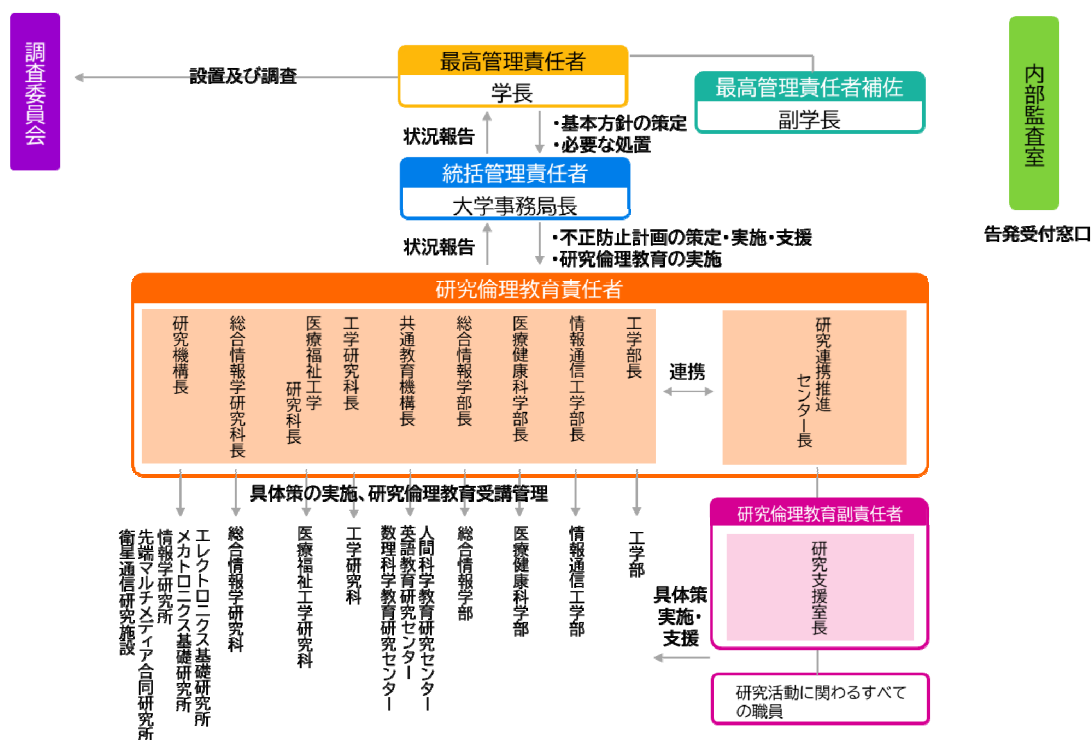 調査委員会
設置及び調査
最高管理責任者
学長
最高管理責任者補佐
副学長
内部監査室
告発受付窓口
状況報告
・基本方針の策定
・必要な処置
統括管理責任者
大学事務局長
状況報告
・不正防止計画の策定・実施・支援
・研究倫理教育の実施
研究倫理教育責任者
研究機構長
総合情報学研究科長
医療福祉工学
研究科長
工学研究科長
共通教育機構長
総合情報学部長
医療健康科学部長
情報通信工学部長
工学部長
連携
研究連携推進
センター長
具体策の実施、研究倫理教育受講管理
エレクトロニクス基礎研究所
メカトロニクス基礎研究所
情報学研究所
先端マルチメディア合同研究所
衛星通信研究施設
総合情報学研究科
医療福祉工学研究科
工学研究科
人間科学教育研究センター
英語教育研究センター
数理科学教育研究センター
総合情報学部
医療健康科学部
情報通信工学部
工学部
具体策
実施・
支援
研究倫理教育副責任者
研究支援室長
研究活動に関わるすべて
の職員